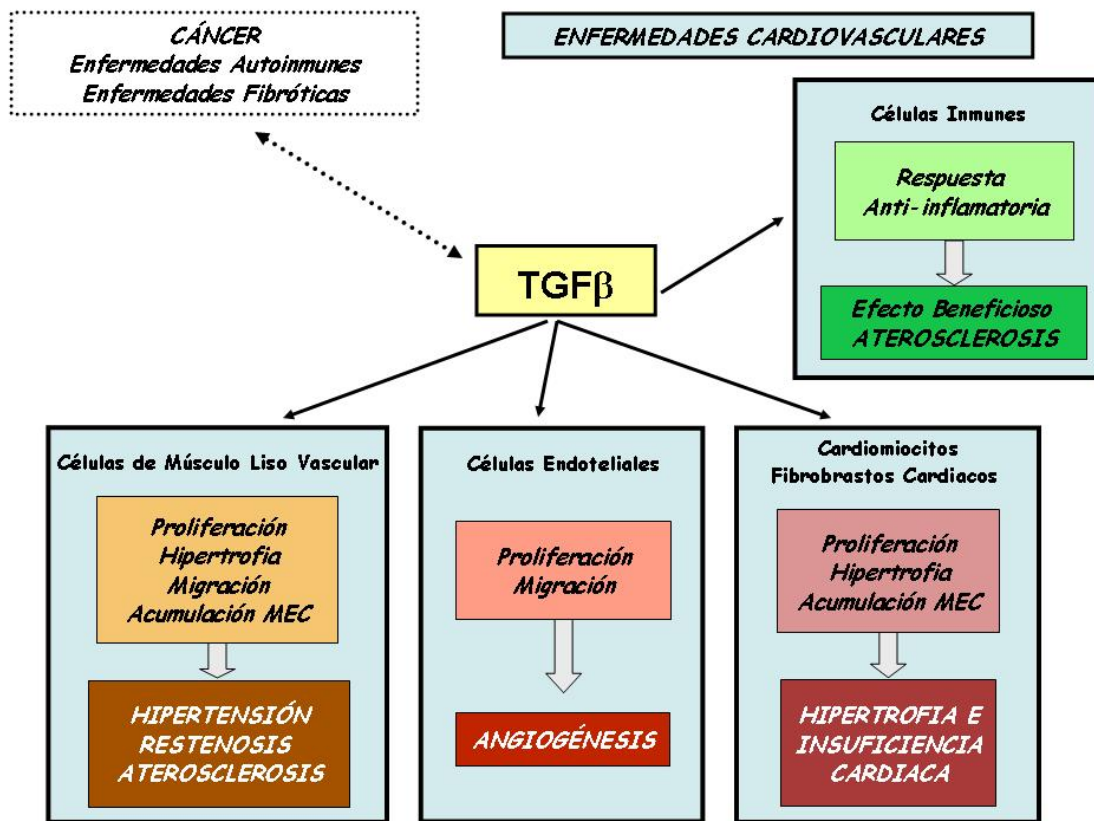 CÁNCER
Enfermedades Autoinmunes
Enfermedades Fibróticas
ENFERMEDADES CARDIOVASCULARES
Células Inmunes
Respuesta
Anti-inflamatoria
Efecto Beneficioso
ATEROSCLEROSIS
TGFβ
Células de Músculo Liso Vascular
Proliferación
Hipertrofia
Migración
Acumulación MEC
HIPERTENSIÓN
RESTENOSIS
ATEROSCLEROSIS
Células Endoteliales
Proliferación
Migración
ANGIOGÉNESIS
Cardiomiocitos
Fibrobrastos Cardiacos
Proliferación
Hipertrofia
Acumulación MEC
HIPERTROFIA E
INSUFICIENCIA
CARDIACA